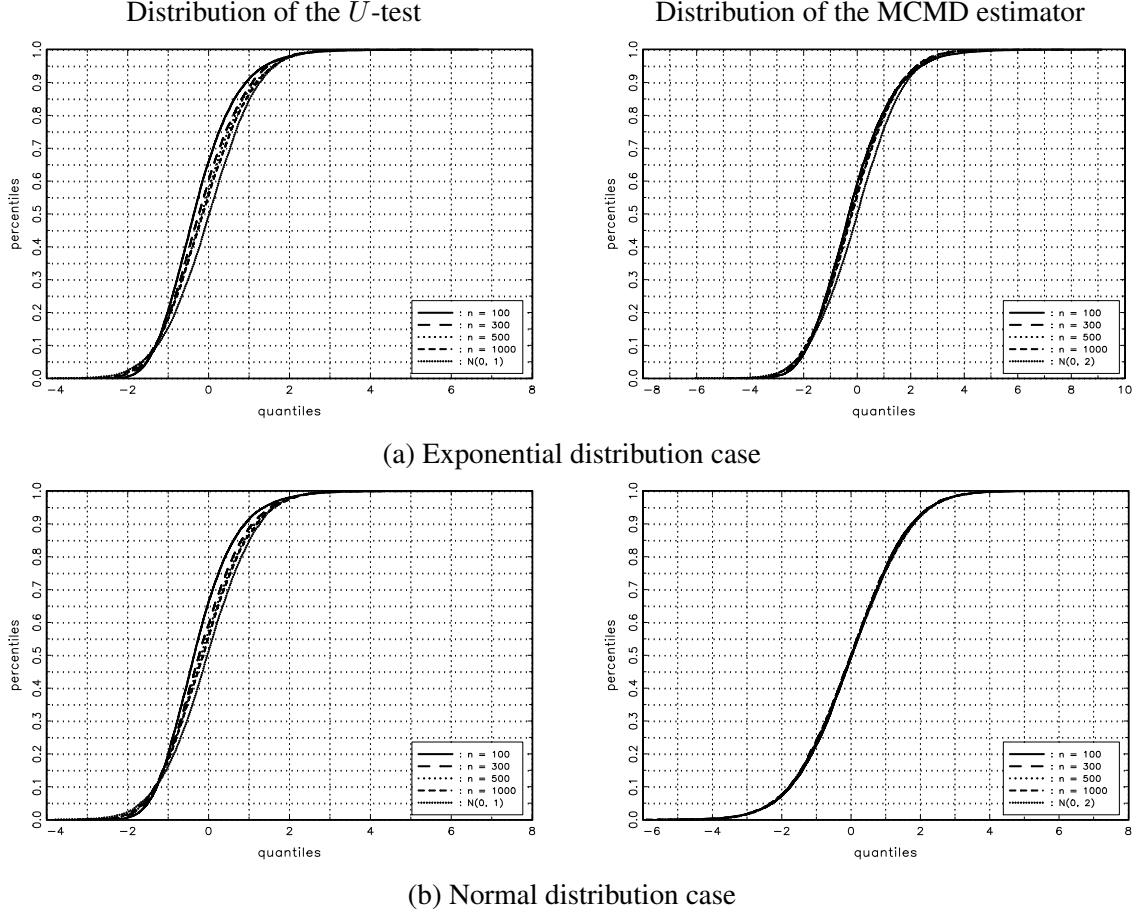 Distribution of the U-test
Distribution of the MCMD estimator
percentiles
0.0 0.1 0.2 0.3 0.4 0.5 0.6 0.7 0.8 0.9 1.0
: n = 100
: n = 300
: n = 500
: n = 1000
: N(0, 1)
−4 −2 0 2 4 6 8
quantiles
percentiles
0.0 0.1 0.2 0.3 0.4 0.5 0.6 0.7 0.8 0.9 1.0
: n = 100
: n = 300
: n = 500
: n = 1000
: N(0, 2)
−8 −6 −4 −2 0 2 4 6 8 10
quantiles
(a) Exponential distribution case
percentiles
0.0 0.1 0.2 0.3 0.4 0.5 0.6 0.7 0.8 0.9 1.0
: n = 100
: n = 300
: n = 500
: n = 1000
: N(0, 1)
−4 −2 0 2 4 6 8
quantiles
percentiles
0.0 0.1 0.2 0.3 0.4 0.5 0.6 0.7 0.8 0.9 1.0
: n = 100
: n = 300
: n = 500
: n = 1000
: N(0, 2)
−6 −4 −2 0 2 4 6 8
quantiles
(b) Normal distribution case